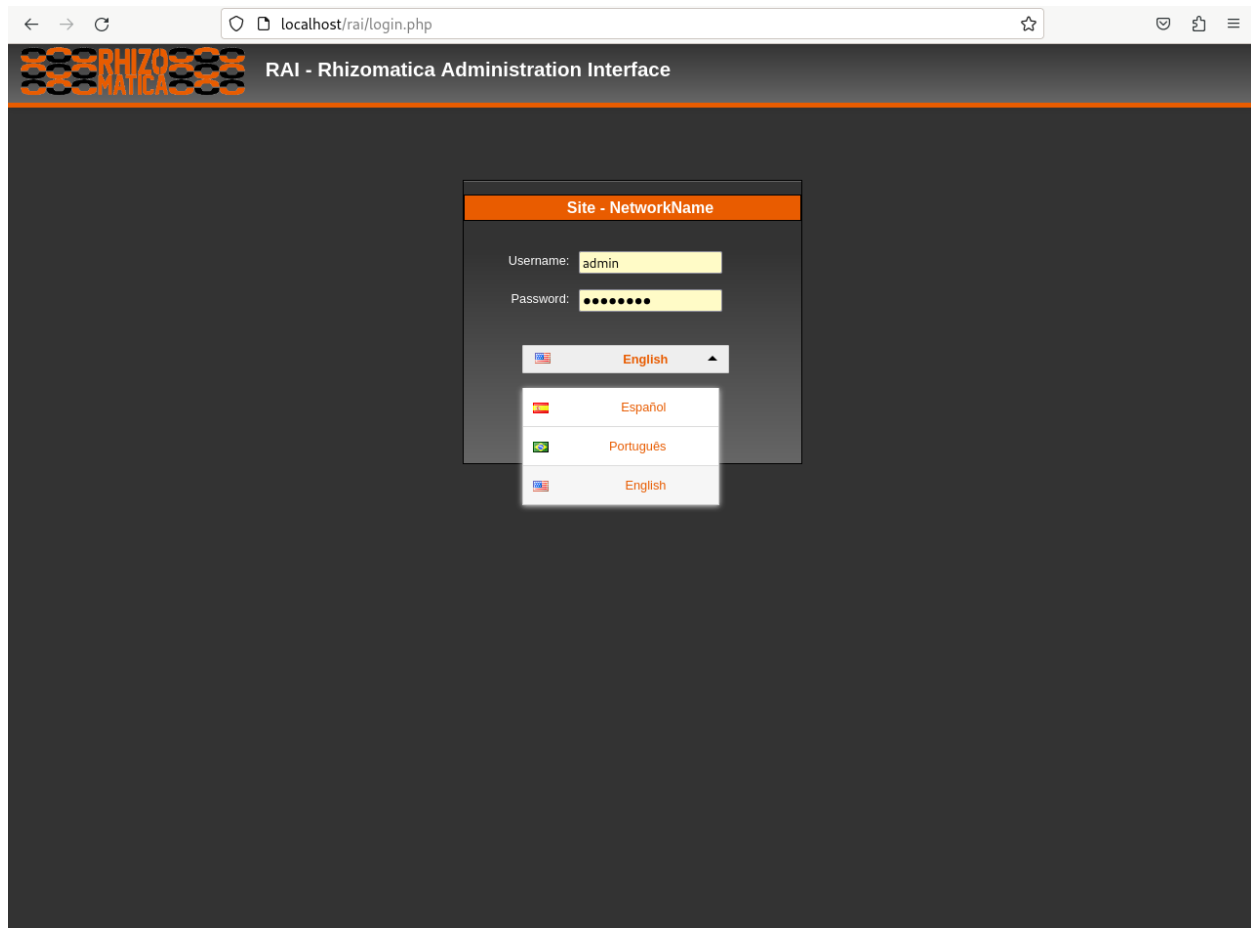 localhost/rai/login.php
RHIZO
MATICA
RAI - Rhizomatica Administration Interface
Site - NetworkName
Username: admin
Password: ●●●●●●●●
English
Español
Português
English